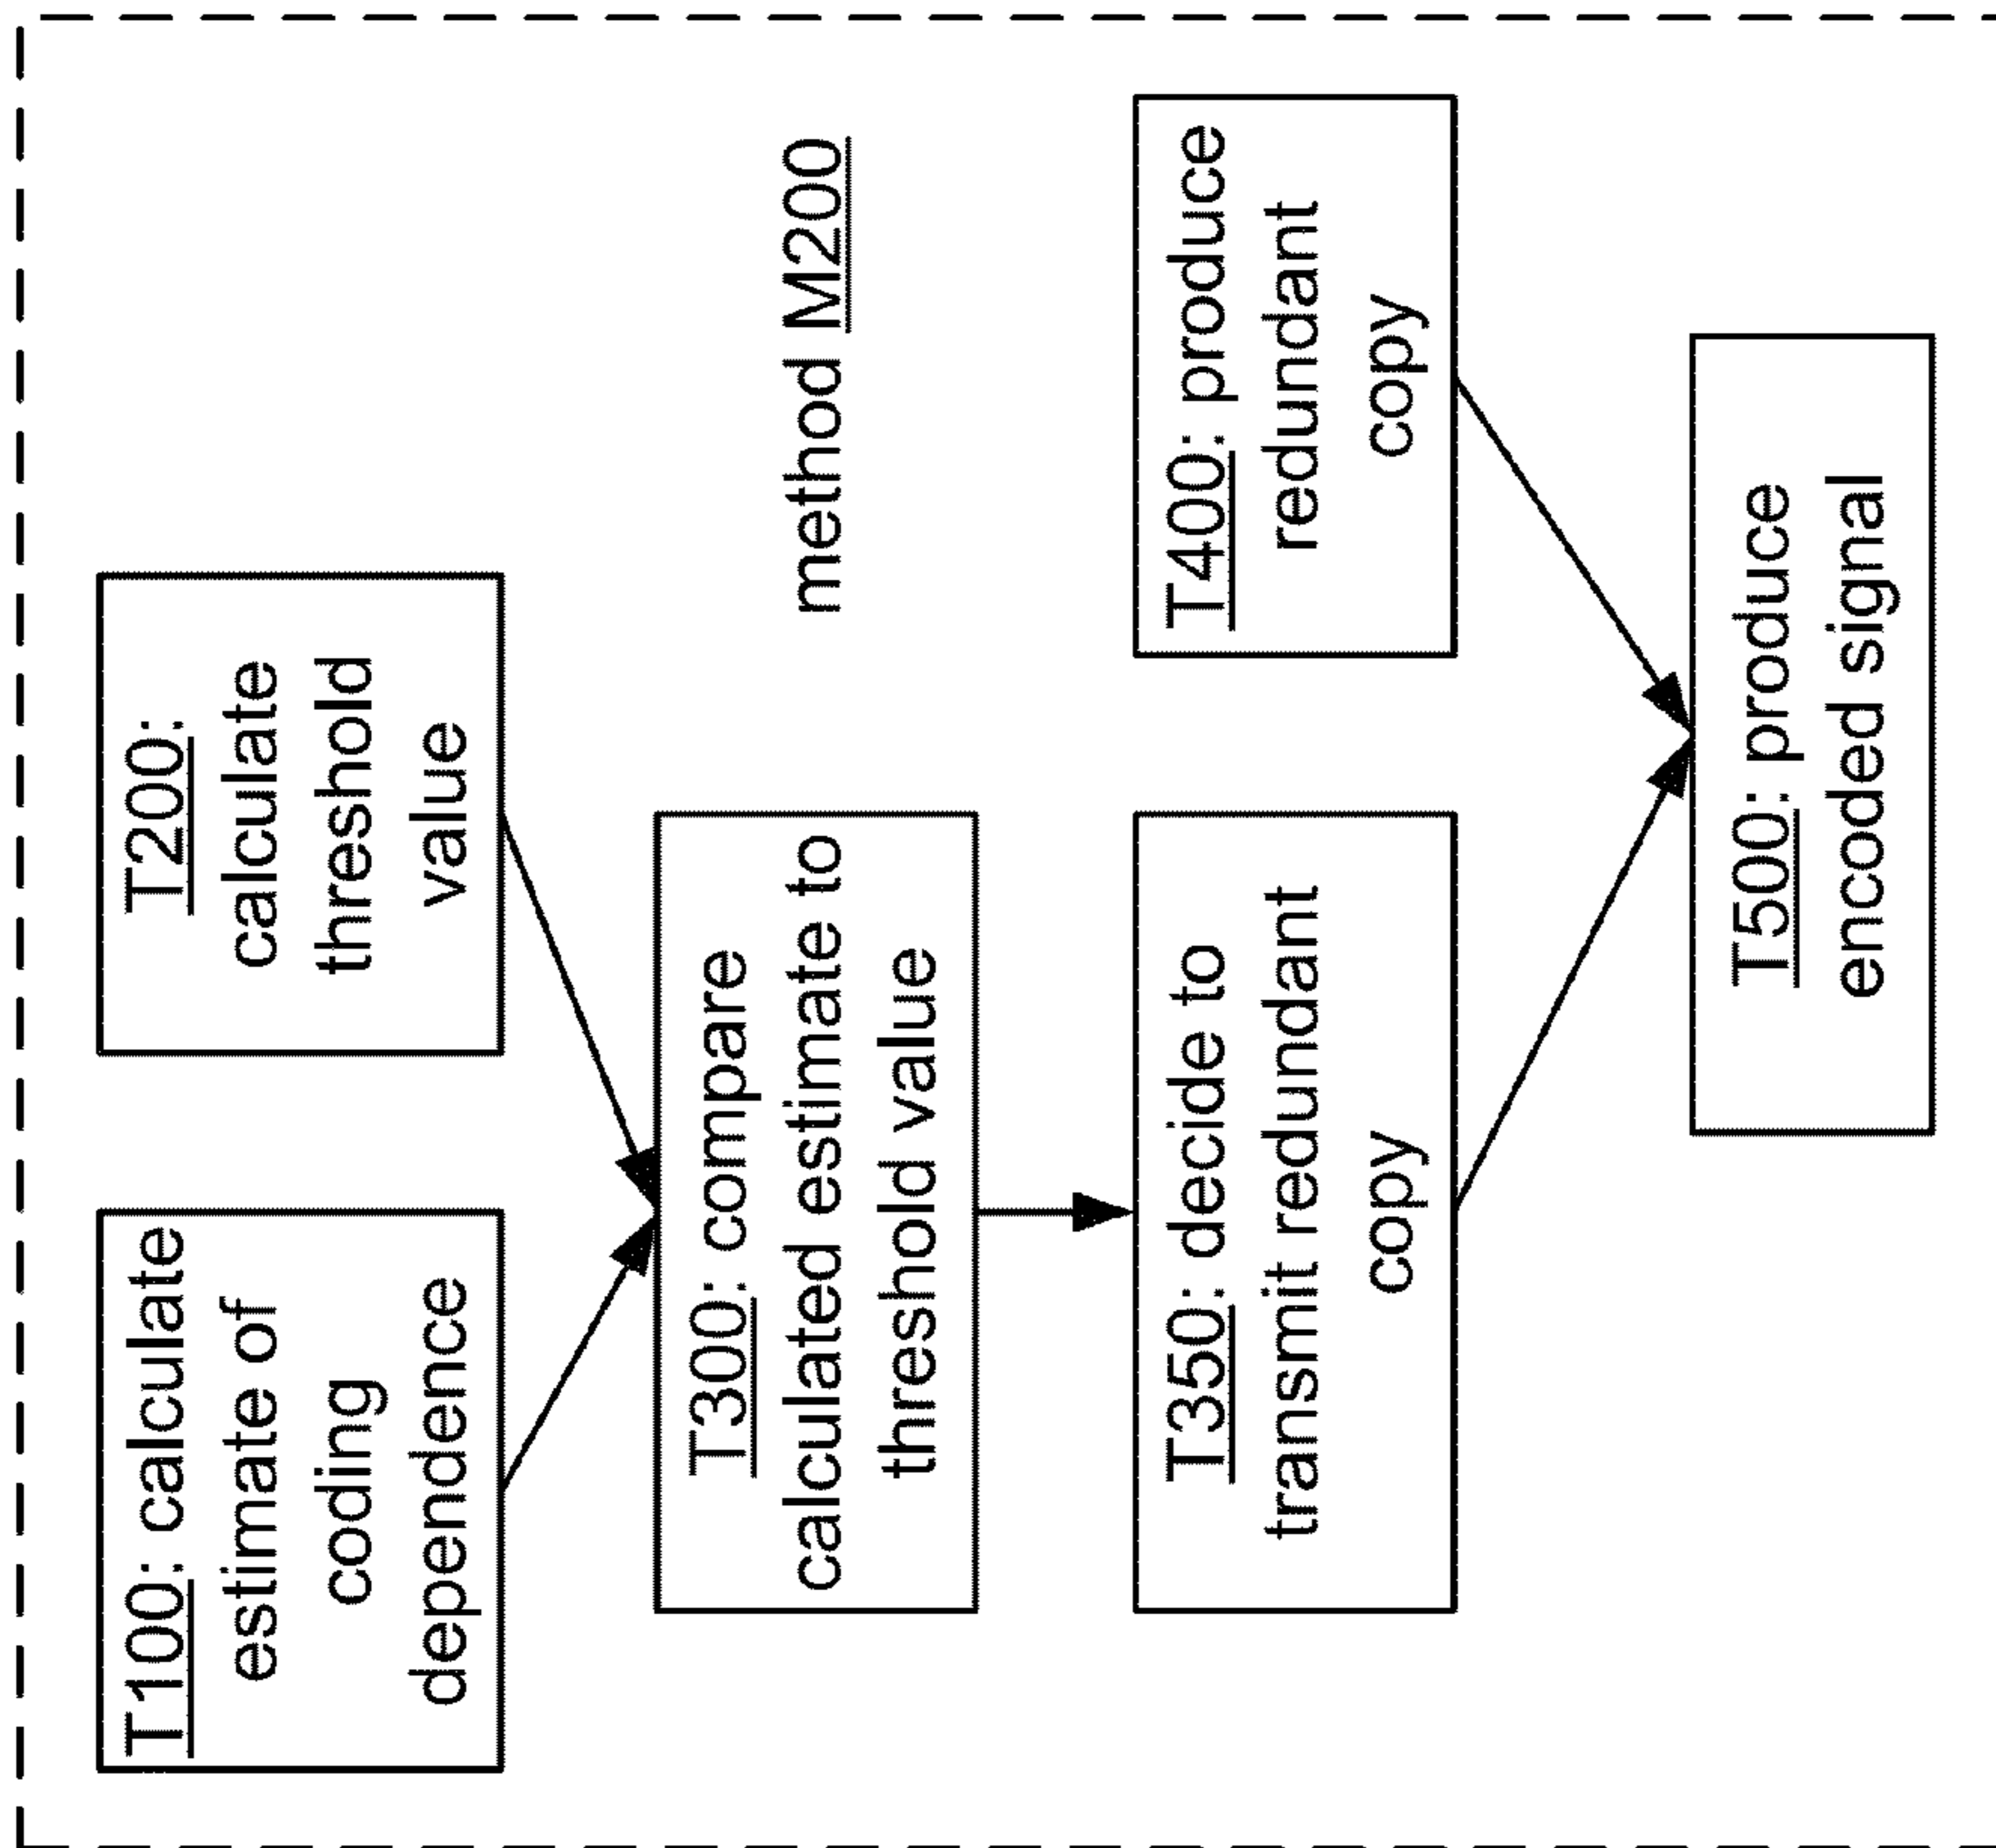 T100: calculate
estimate of
coding
dependence
T200:
calculate
threshold
value
T300: compare
calculated estimate to
threshold value
method M200
T350: decide to
transmit redundant
copy
T400: produce
redundant
copy
T500: produce
encoded signal